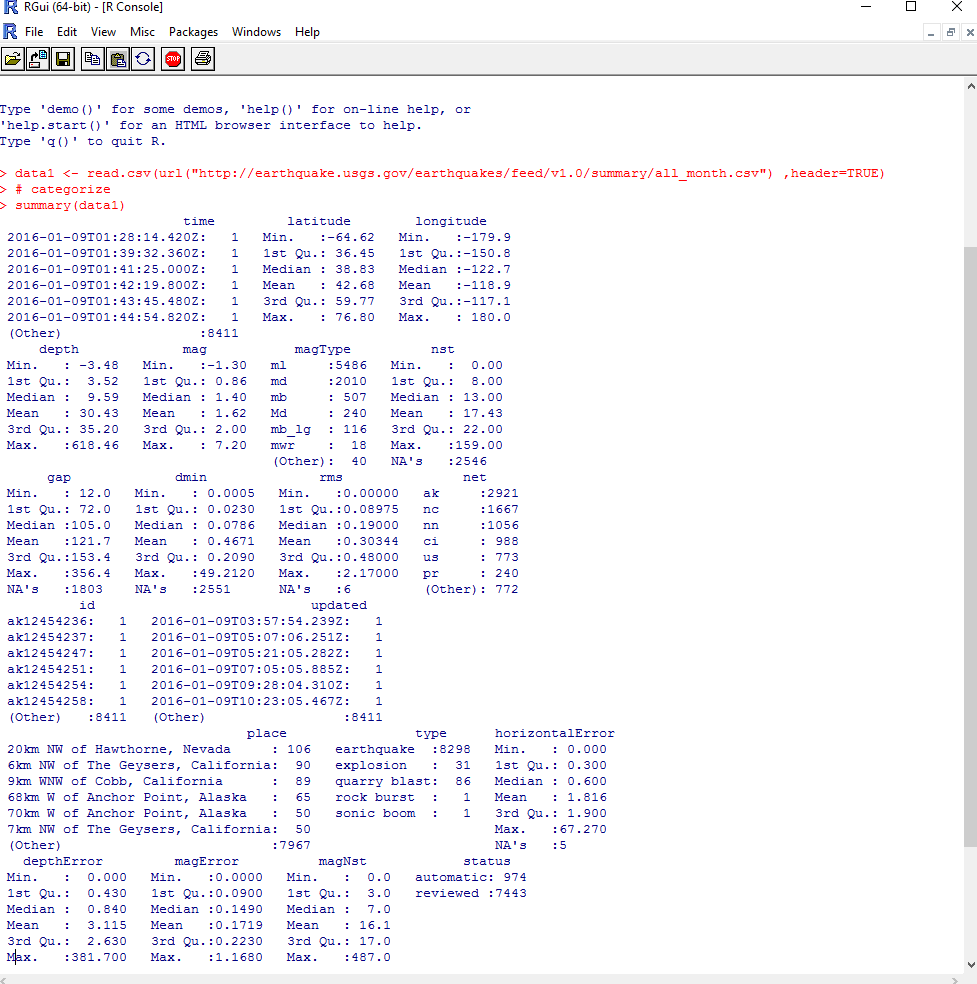 RGui (64-bit) - [R Console]
File Edit View Misc Packages Windows Help
STOP
Type 'demo()' for some demos, 'help()' for on-line help, or
'help.start()' for an HTML browser interface to help.
Type 'q()' to quit R.
> data1 <- read.csv(url("http://earthquake.usgs.gov/earthquakes/feed/v1.0/summary/all_month.csv") ,header=TRUE)
> # categorize
> summary(data1)
                      time         latitude        longitude
2016-01-09T01:28:14.420Z:   1   Min.   :-64.62   Min.   :-179.9
2016-01-09T01:39:32.360Z:   1   1st Qu.: 36.45   1st Qu.:-150.8
2016-01-09T01:41:25.000Z:   1   Median : 38.83   Median :-122.7
2016-01-09T01:42:19.800Z:   1   Mean   : 42.68   Mean   :-118.9
2016-01-09T01:43:45.480Z:   1   3rd Qu.: 59.77   3rd Qu.:-117.1
2016-01-09T01:44:54.820Z:   1   Max.   : 76.80   Max.   : 180.0
(Other)                 :8411
    depth             mag            magType          nst
Min.   : -3.48   Min.   :-1.30   ml     :5486   Min.   :  0.00
1st Qu.:  3.52   1st Qu.: 0.86   md     :2010   1st Qu.:  8.00
Median :  9.59   Median : 1.40   mb     : 507   Median : 13.00
Mean   : 30.43   Mean   : 1.62   Md     : 240   Mean   : 17.43
3rd Qu.: 35.20   3rd Qu.: 2.00   mb_lg  : 116   3rd Qu.: 22.00
Max.   :618.46   Max.   : 7.20   mwr    :  18   Max.   :159.00
                                 (Other):  40   NA's   :2546
     gap             dmin              rms               net
Min.   : 12.0   Min.   : 0.0005   Min.   :0.00000   ak     :2921
1st Qu.: 72.0   1st Qu.: 0.0230   1st Qu.:0.08975   nc     :1667
Median :105.0   Median : 0.0786   Median :0.19000   nn     :1056
Mean   :121.7   Mean   : 0.4671   Mean   :0.30344   ci     : 988
3rd Qu.:153.4   3rd Qu.: 0.2090   3rd Qu.:0.48000   us     : 773
Max.   :356.4   Max.   :49.2120   Max.   :2.17000   pr     : 240
NA's   :1803    NA's   :2551      NA's   :6         (Other): 772
         id                          updated
ak12454236:   1   2016-01-09T03:57:54.239Z:   1
ak12454237:   1   2016-01-09T05:07:06.251Z:   1
ak12454247:   1   2016-01-09T05:21:05.282Z:   1
ak12454251:   1   2016-01-09T07:05:05.885Z:   1
ak12454254:   1   2016-01-09T09:28:04.310Z:   1
ak12454258:   1   2016-01-09T10:23:05.467Z:   1
(Other)   :8411   (Other)                 :8411
                              place                type      horizontalError
20km NW of Hawthorne, Nevada     : 106   earthquake  :8298   Min.   : 0.000
6km NW of The Geysers, California:  90   explosion   :  31   1st Qu.: 0.300
9km WNW of Cobb, California      :  89   quarry blast:  86   Median : 0.600
68km W of Anchor Point, Alaska   :  65   rock burst  :   1   Mean   : 1.816
70km W of Anchor Point, Alaska   :  50   sonic boom  :   1   3rd Qu.: 1.900
7km NW of The Geysers, California:  50                       Max.   :67.270
(Other)                          :7967                       NA's   :5
  depthError         magError          magNst         status
Min.   :  0.000   Min.   :0.0000   Min.   :  0.0   automatic: 974
1st Qu.:  0.430   1st Qu.:0.0900   1st Qu.:  3.0   reviewed :7443
Median :  0.840   Median :0.1490   Median :  7.0
Mean   :  3.115   Mean   :0.1719   Mean   : 16.1
3rd Qu.:  2.630   3rd Qu.:0.2230   3rd Qu.: 17.0
Max.   :381.700   Max.   :1.1680   Max.   :487.0